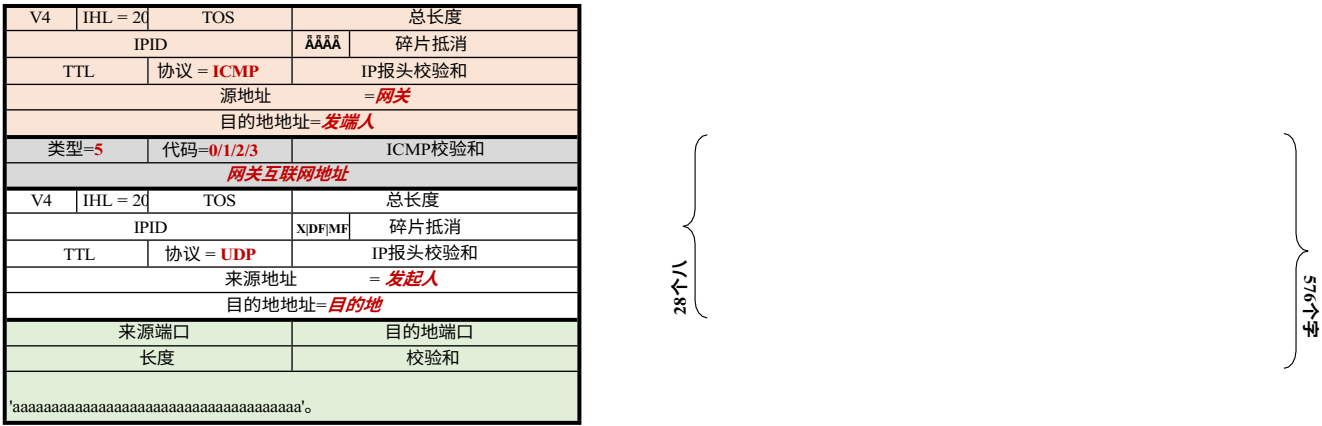 V4 IHL = 20 TOS 总长度
IPID ÅÅÅÅ 碎片抵消
TTL 协议 = ICMP IP报头校验和
源地址 =网关
目的地地址=发端人
类型=5 代码=0/1/2/3 ICMP校验和
网关互联网地址
V4 IHL = 20 TOS 总长度
IPID X|DF|MF 碎片抵消
TTL 协议 = UDP IP报头校验和
来源地址 = 发起人
目的地地址=目的地
来源端口 目的地端口
长度 校验和
'aaaaaaaaaaaaaaaaaaaaaaaaaaaaaaaaaaaaa'。
28个八
576个字